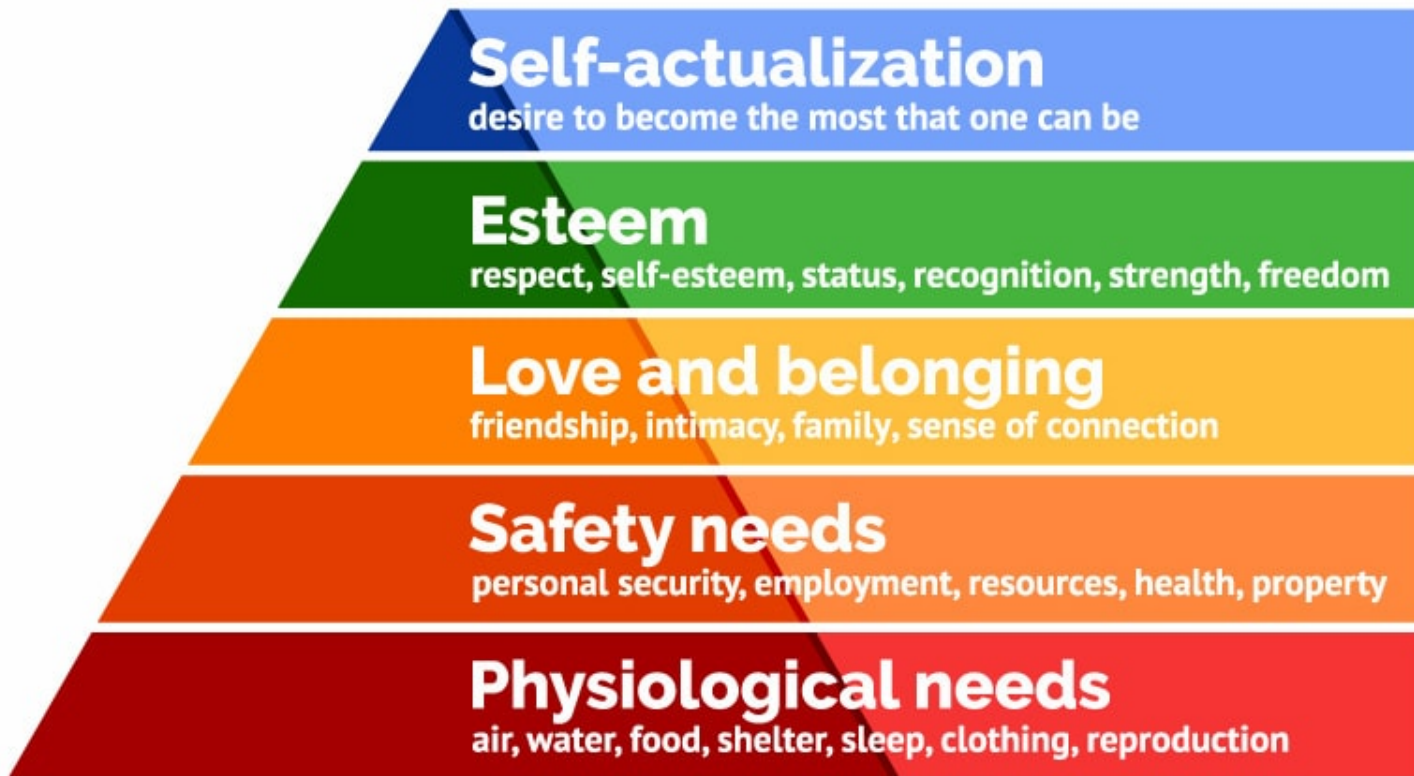 Self-actualization
desire to become the most that one can be
Esteem
respect, self-esteem, status, recognition, strength, freedom
Love and belonging
friendship, intimacy, family, sense of connection
Safety needs
personal security, employment, resources, health, property
Physiological needs
air, water, food, shelter, sleep, clothing, reproduction